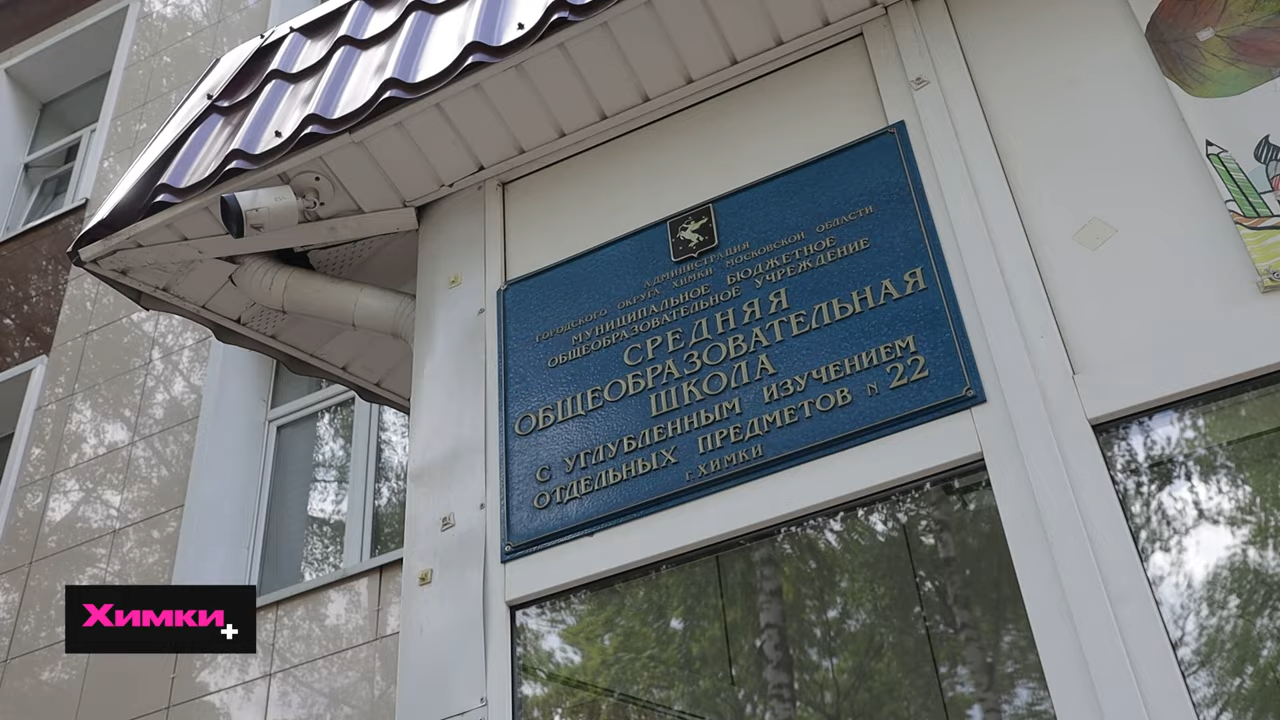 АДМИНИСТРАЦИЯ
ГОРОДСКОГО ОКРУГА ХИМКИ МОСКОВСКОЙ ОБЛАСТИ
МУНИЦИПАЛЬНОЕ БЮДЖЕТНОЕ
ОБЩЕОБРАЗОВАТЕЛЬНОЕ УЧРЕЖДЕНИЕ
СРЕДНЯЯ
ОБЩЕОБРАЗОВАТЕЛЬНАЯ
ШКОЛА
С УГЛУБЛЕННЫМ ИЗУЧЕНИЕМ
ОТДЕЛЬНЫХ ПРЕДМЕТОВ N 22
Г.ХИМКИ
Химки+